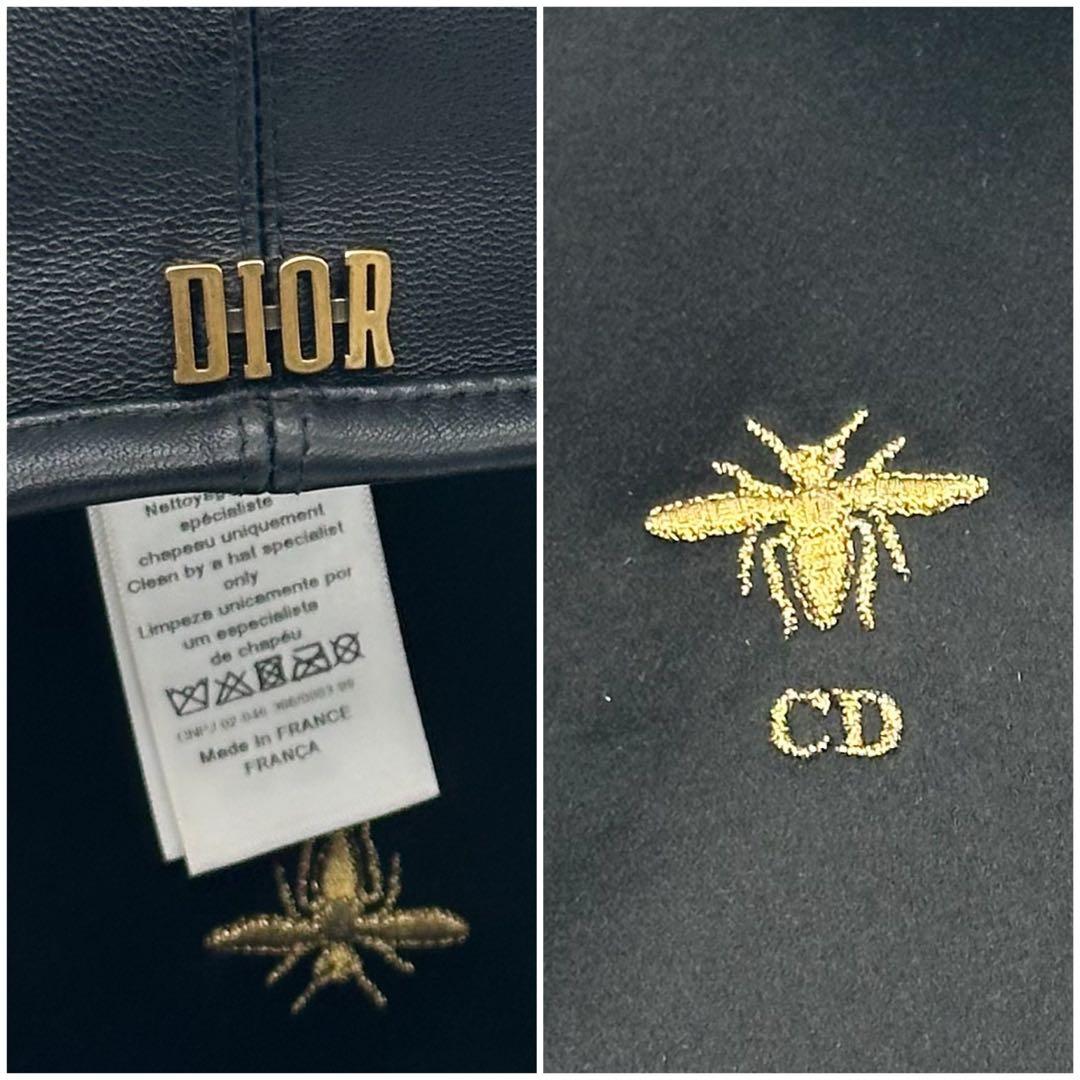 DIOR
spécialiste
chapeau uniquement
Clean by a hat specialist
only
Limpeza unicamente por
um especialista
de chapéu
Made in FRANCE
FRANÇA
CD